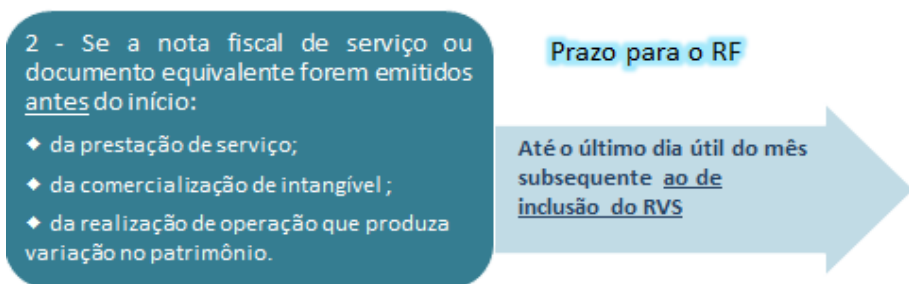 2 - Se a nota fiscal de serviço ou
documento equivalente forem emitidos
antes do início:
◆ da prestação de serviço;
◆ da comercialização de intangível ;
◆ da realização de operação que produza
variação no patrimônio.
Prazo para o RF
Até o último dia útil do mês
subsequente ao de
inclusão do RVS